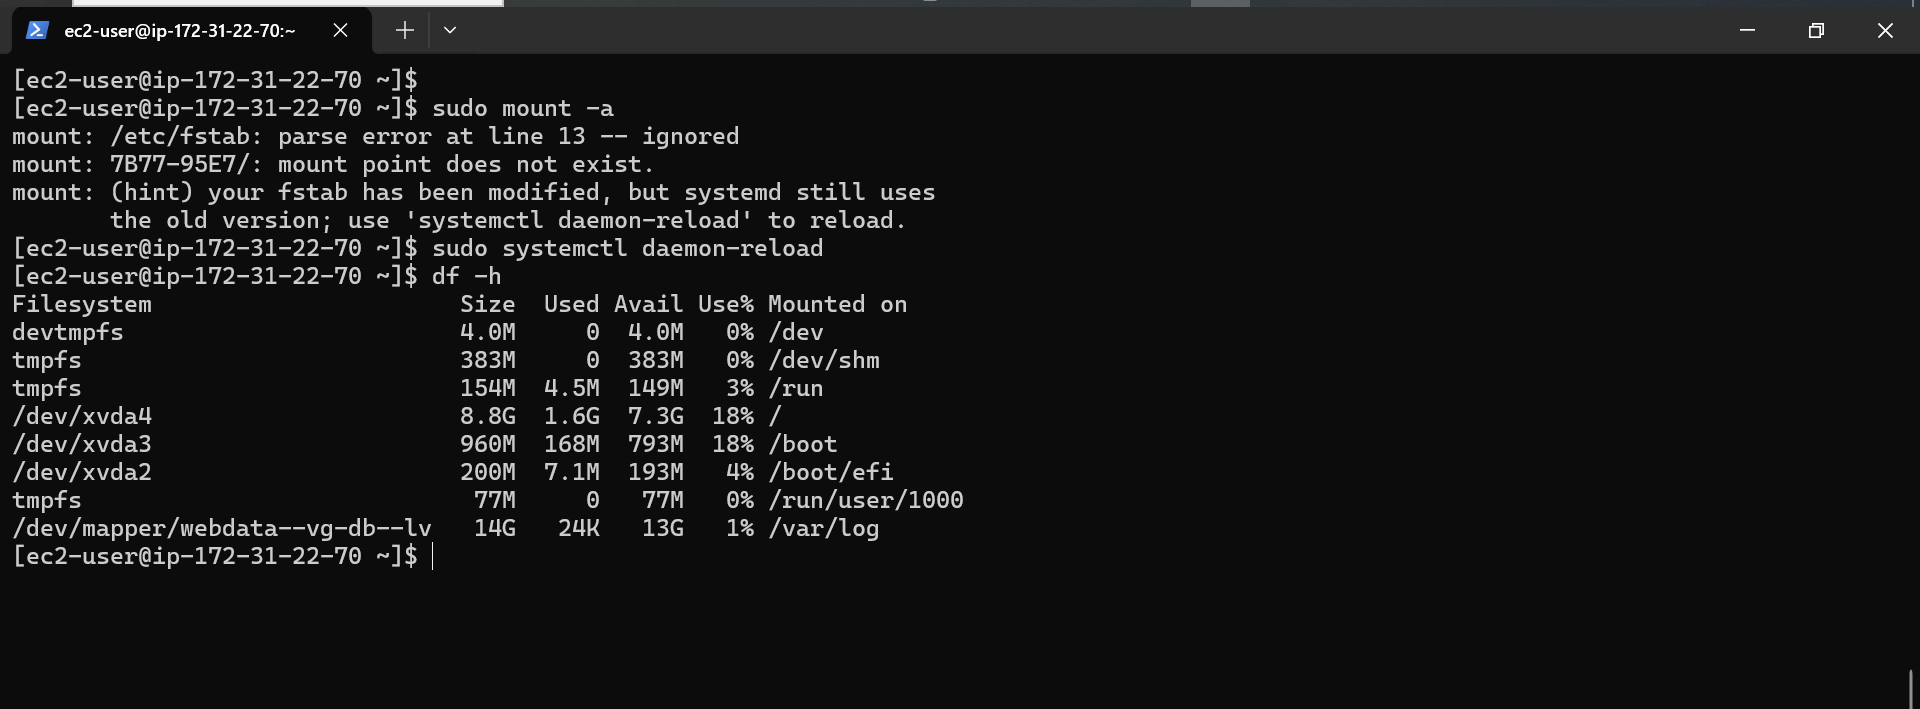 ec2-user@ip-172-31-22-70:~
[ec2-user@ip-172-31-22-70 ~]$
[ec2-user@ip-172-31-22-70 ~]$ sudo mount -a
mount: /etc/fstab: parse error at line 13 -- ignored
mount: 7B77-95E7/: mount point does not exist.
mount: (hint) your fstab has been modified, but systemd still uses
       the old version; use 'systemctl daemon-reload' to reload.
[ec2-user@ip-172-31-22-70 ~]$ sudo systemctl daemon-reload
[ec2-user@ip-172-31-22-70 ~]$ df -h
Filesystem                      Size  Used Avail Use% Mounted on
devtmpfs                        4.0M     0  4.0M   0% /dev
tmpfs                           383M     0  383M   0% /dev/shm
tmpfs                           154M  4.5M  149M   3% /run
/dev/xvda4                      8.8G  1.6G  7.3G  18% /
/dev/xvda3                      960M  168M  793M  18% /boot
/dev/xvda2                      200M  7.1M  193M   4% /boot/efi
tmpfs                            77M     0   77M   0% /run/user/1000
/dev/mapper/webdata--vg-db--lv   14G   24K   13G   1% /var/log
[ec2-user@ip-172-31-22-70 ~]$